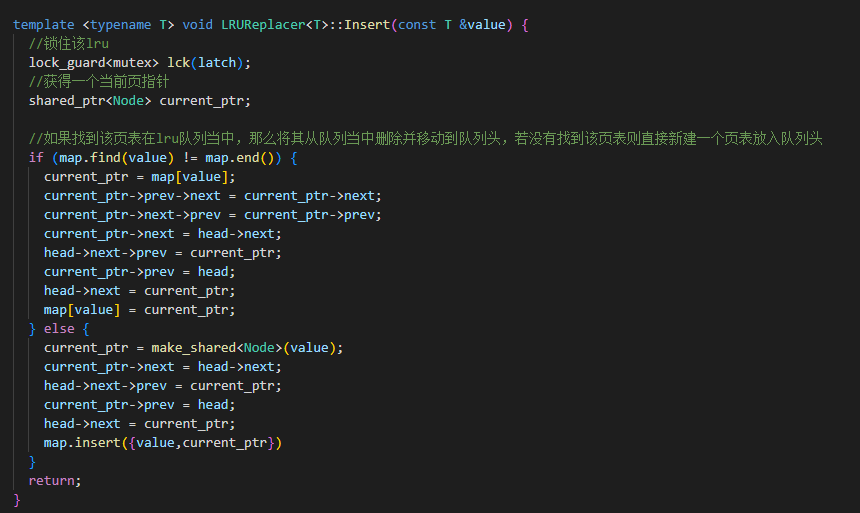 template <typename T> void LRUReplacer<T>::Insert(const T &value) {
  //锁住该lru
  lock_guard<mutex> lck(latch);
  //获得一个当前页指针
  shared_ptr<Node> current_ptr;

  //如果找到该页表在lru队列当中，那么将其从队列当中删除并移动到队列头，若没有找到该页表则直接新建一个页表放入队列头
  if (map.find(value) != map.end()) {
    current_ptr = map[value];
    current_ptr->prev->next = current_ptr->next;
    current_ptr->next->prev = current_ptr->prev;
    current_ptr->next = head->next;
    head->next->prev = current_ptr;
    current_ptr->prev = head;
    head->next = current_ptr;
    map[value] = current_ptr;
  } else {
    current_ptr = make_shared<Node>(value);
    current_ptr->next = head->next;
    head->next->prev = current_ptr;
    current_ptr->prev = head;
    head->next = current_ptr;
    map.insert({value,current_ptr})
  }
  return;
}